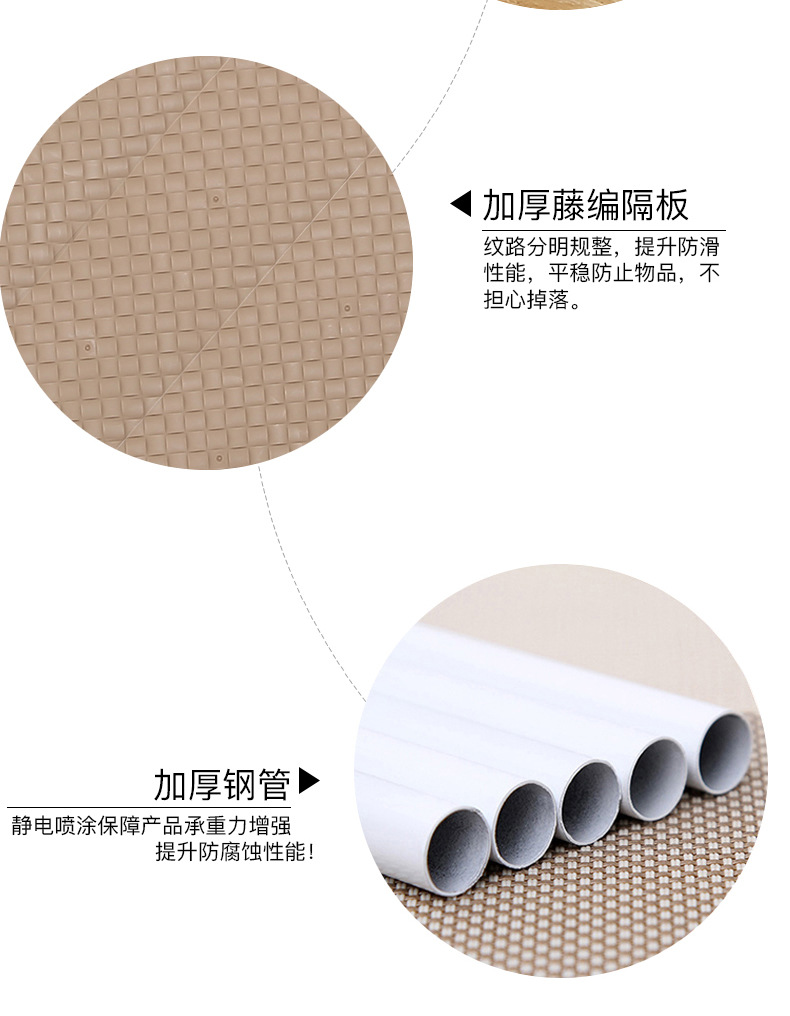 加厚藤编隔板
纹路分明规整，提升防滑
性能，平稳防止物品，不
担心掉落。
加厚钢管
静电喷涂保障产品承重力增强
提升防腐蚀性能！